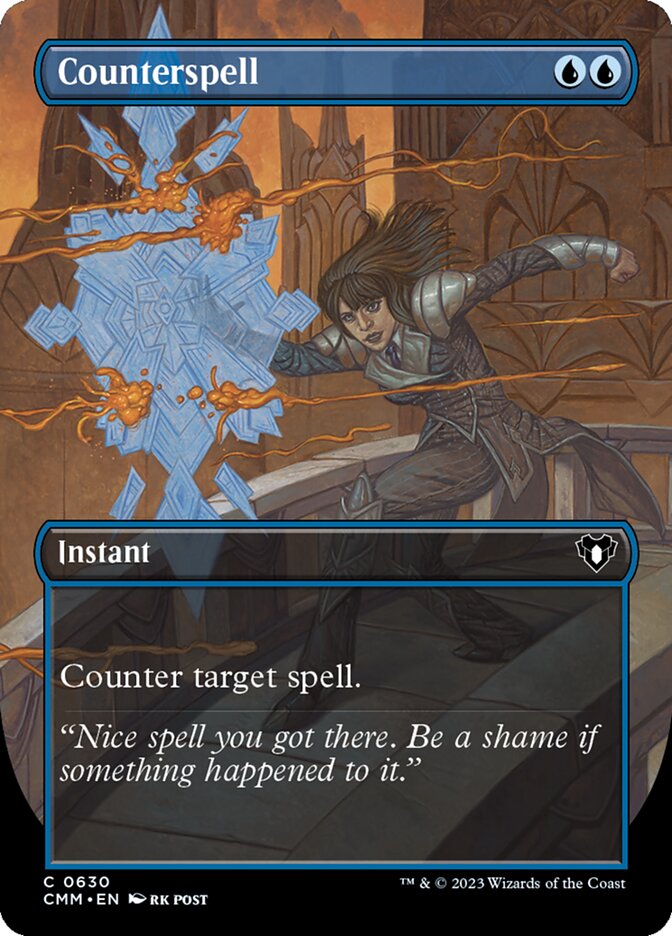 Counterspell
Instant
Counter target spell.
“Nice spell you got there. Be a shame if
something happened to it.”
C 0630
CMM • EN RK POST
™ & © 2023 Wizards of the Coast